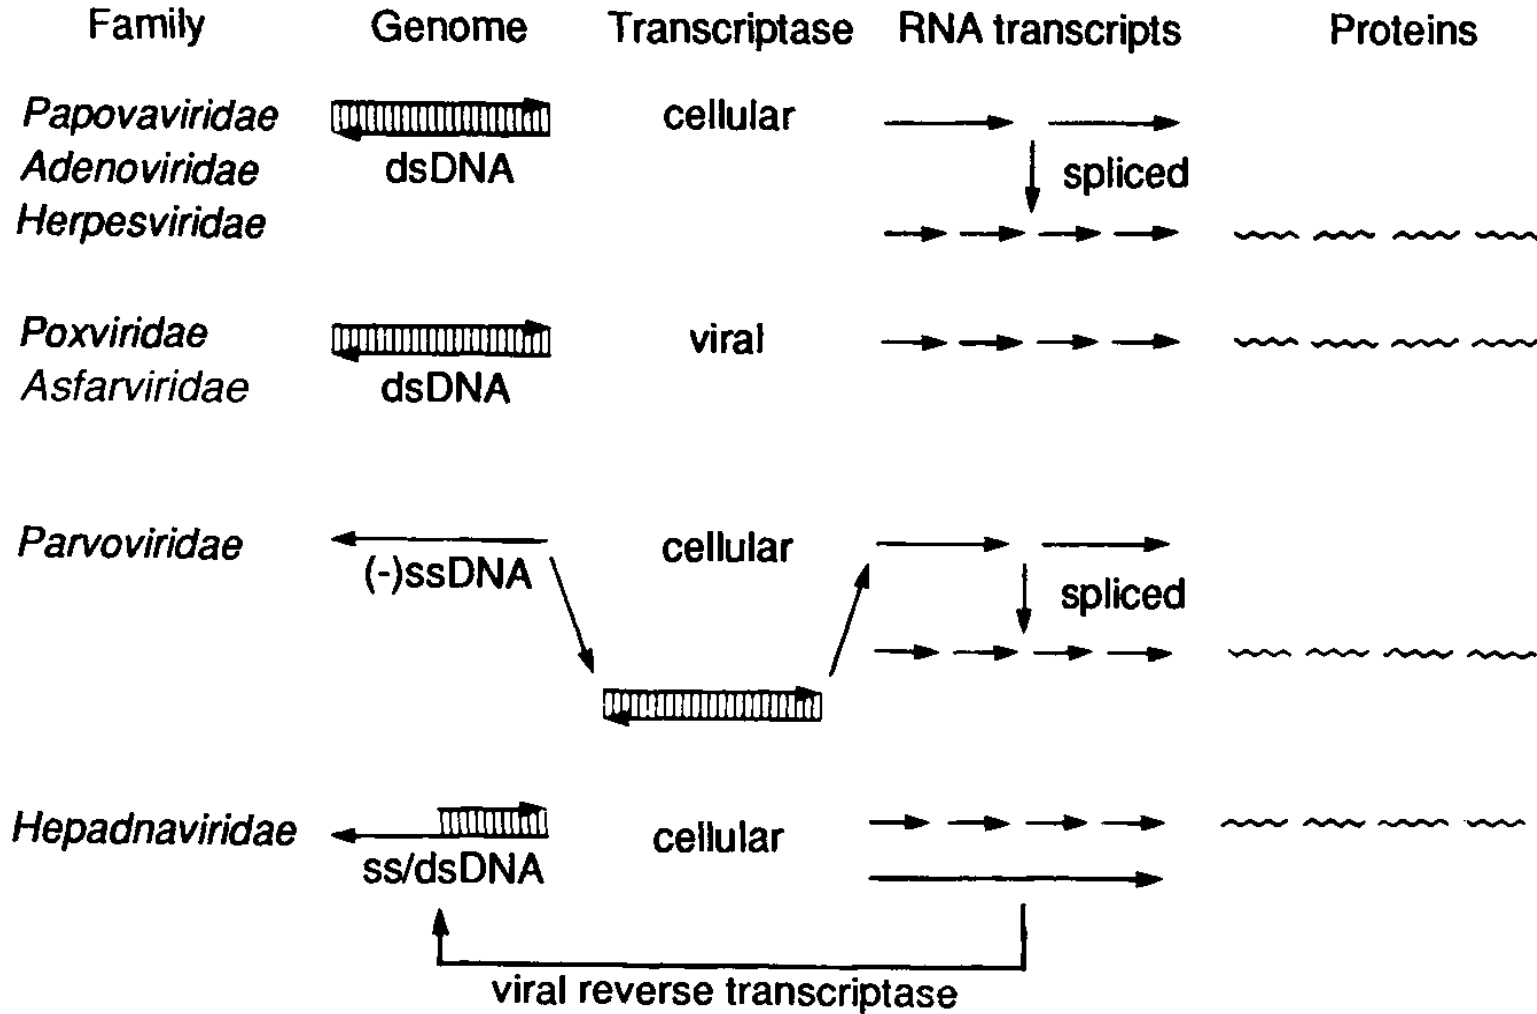 Family Genome Transcriptase RNA transcripts Proteins
Papovaviridae cellular
Adenoviridae dsDNA spliced
Herpesviridae
Poxviridae viral
Asfarviridae dsDNA
Parvoviridae cellular
(-)ssDNA spliced
Hepadnaviridae cellular
ss/dsDNA
viral reverse transcriptase